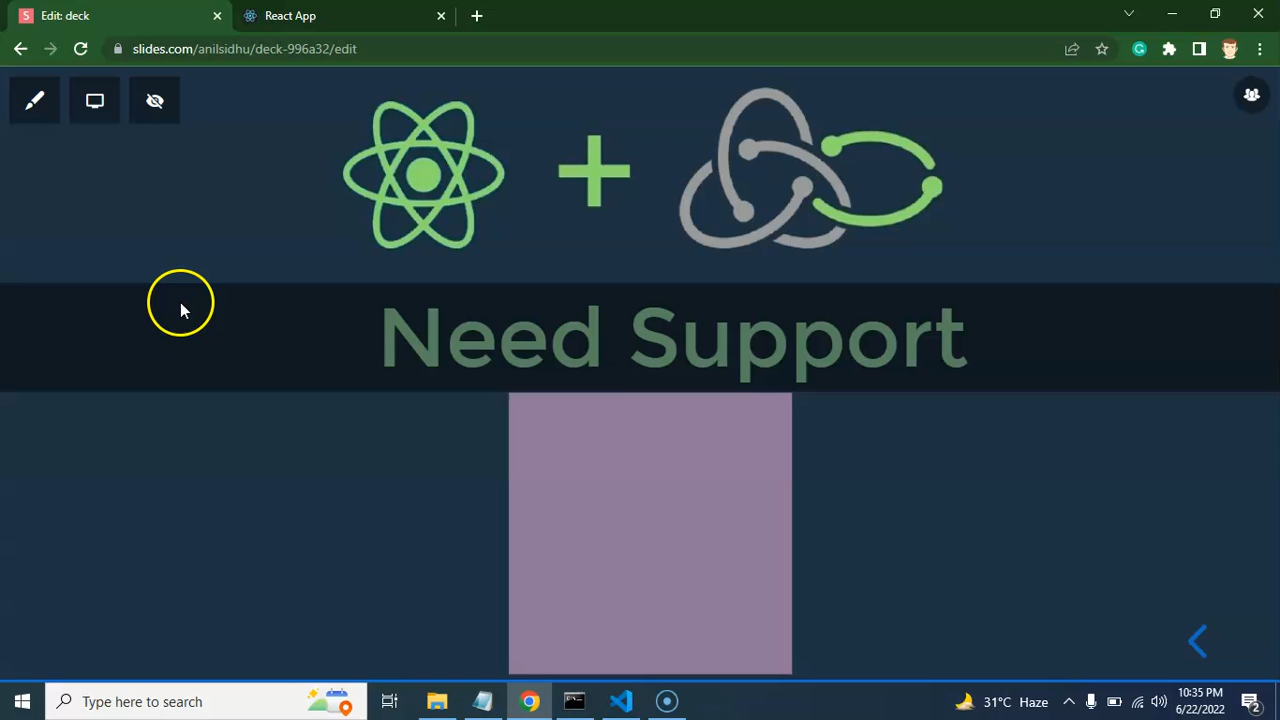 Edit: deck
React App
slides.com/anilsidhu/deck-996a32/edit
Need Support
Type here to search
31°C Haze
10:35 PM
6/22/2022
2